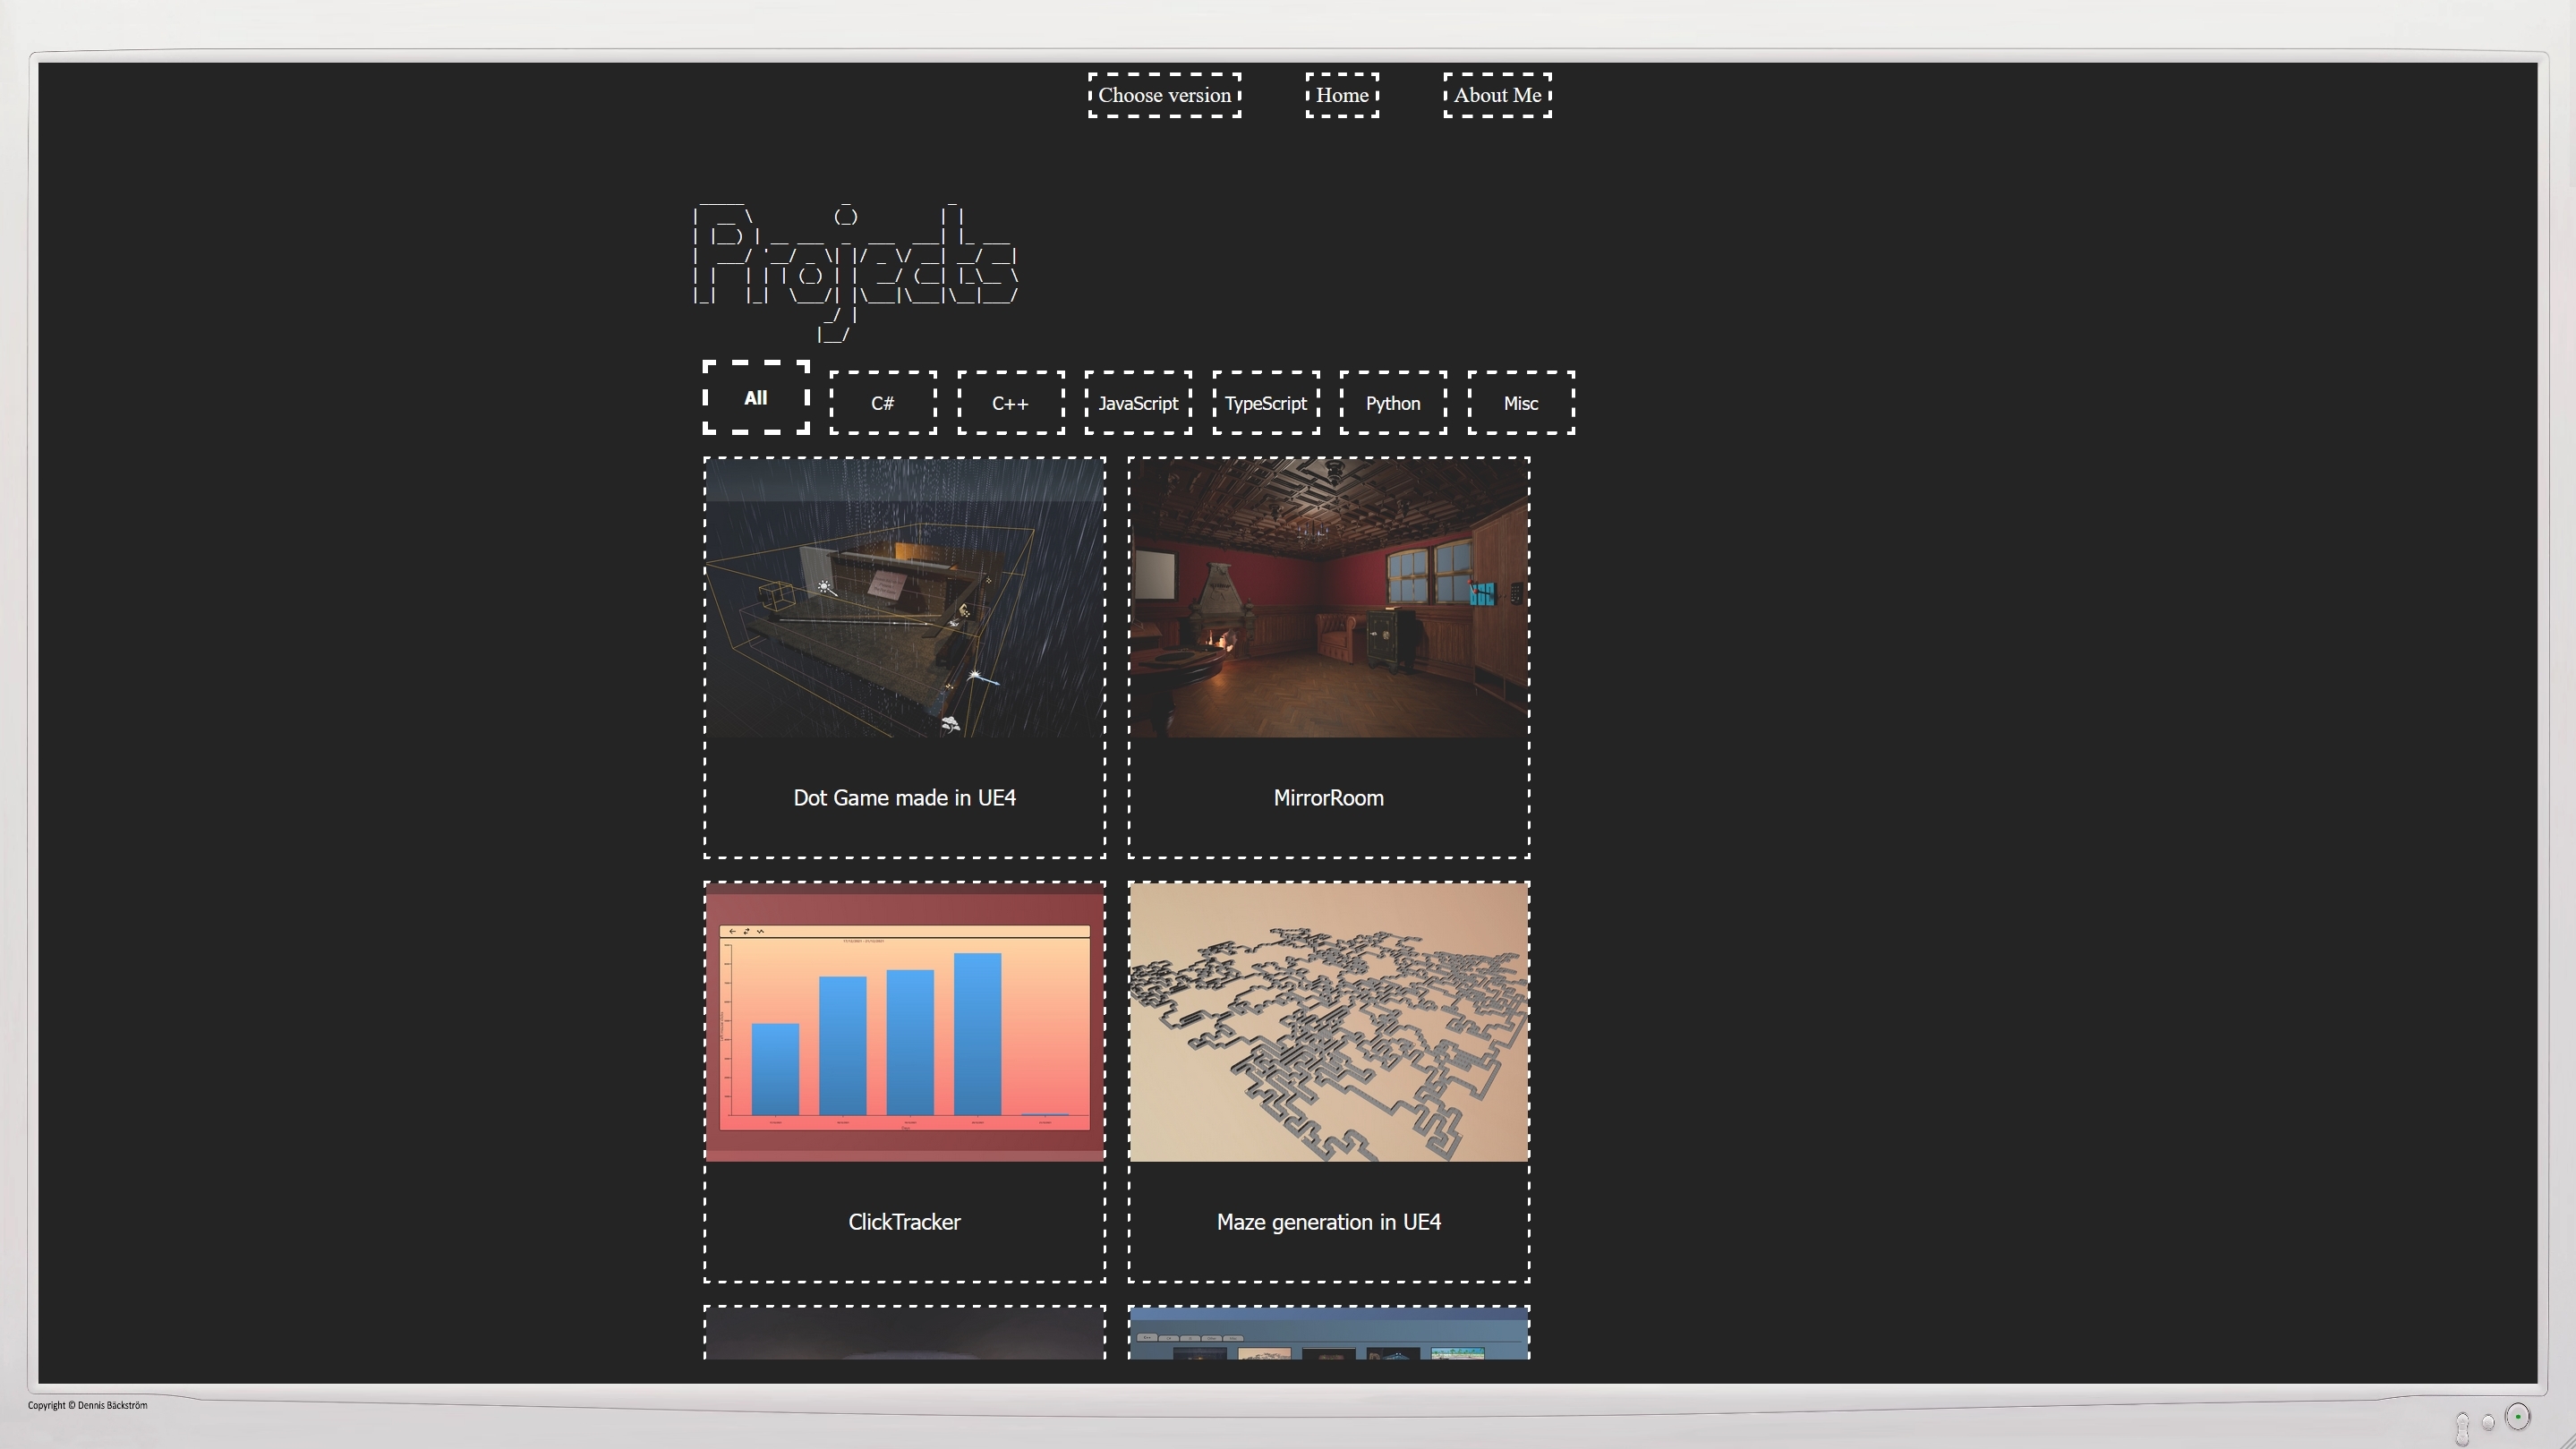 Choose version
Home
About Me
Projects
All
C#
C++
JavaScript
TypeScript
Python
Misc
Dot Game made in UE4
MirrorRoom
ClickTracker
Maze generation in UE4
Copyright © Dennis Bäckström